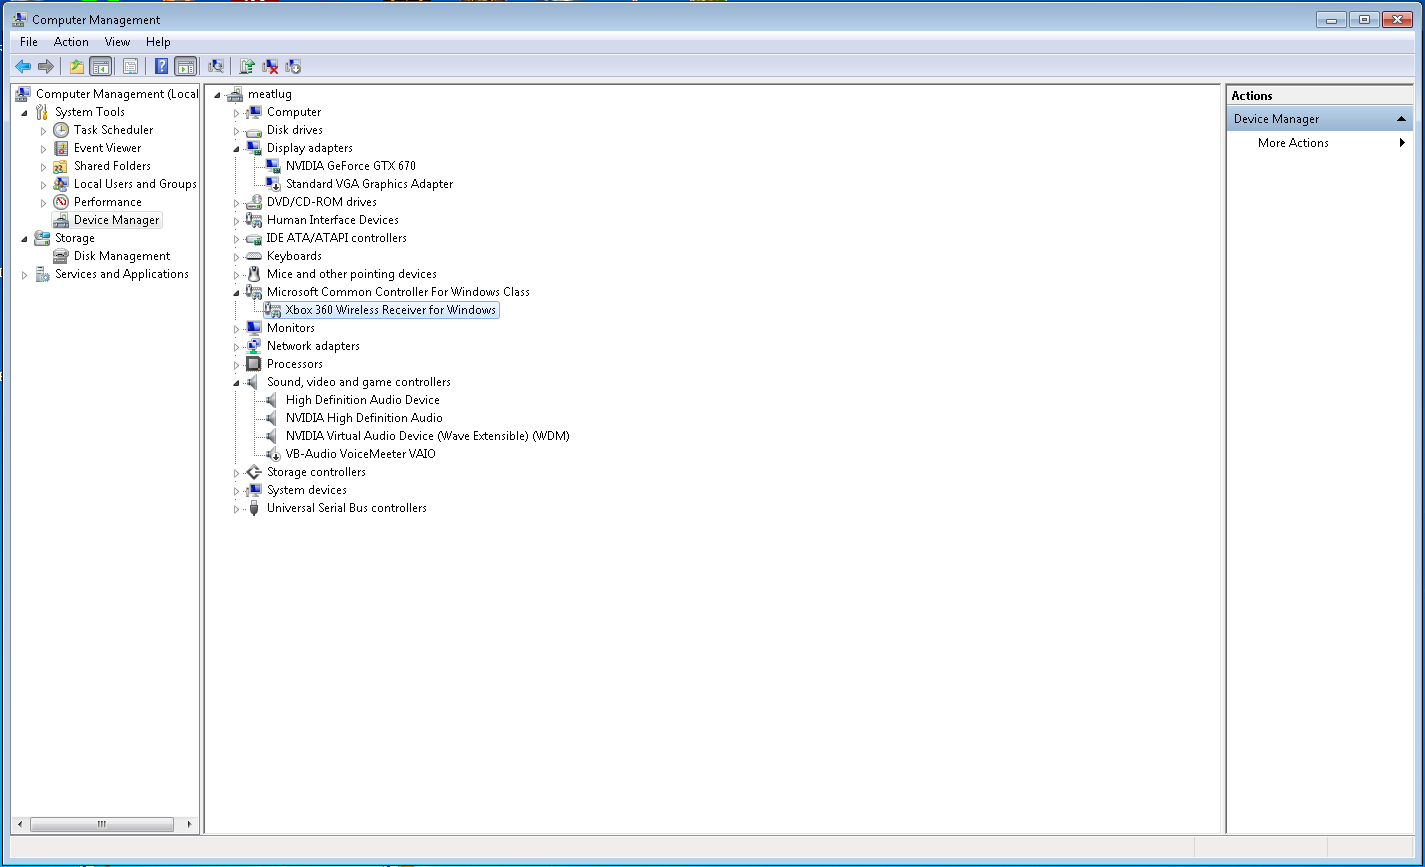 Computer Management
File Action View Help
Computer Management (Local
System Tools
Task Scheduler
Event Viewer
Shared Folders
Local Users and Groups
Performance
Device Manager
Storage
Disk Management
Services and Applications
meatlug
Computer
Disk drives
Display adapters
NVIDIA GeForce GTX 670
Standard VGA Graphics Adapter
DVD/CD-ROM drives
Human Interface Devices
IDE ATA/ATAPI controllers
Keyboards
Mice and other pointing devices
Microsoft Common Controller For Windows Class
Xbox 360 Wireless Receiver for Windows
Monitors
Network adapters
Processors
Sound, video and game controllers
High Definition Audio Device
NVIDIA High Definition Audio
NVIDIA Virtual Audio Device (Wave Extensible) (WDM)
VB-Audio VoiceMeeter VAIO
Storage controllers
System devices
Universal Serial Bus controllers
Actions
Device Manager
More Actions